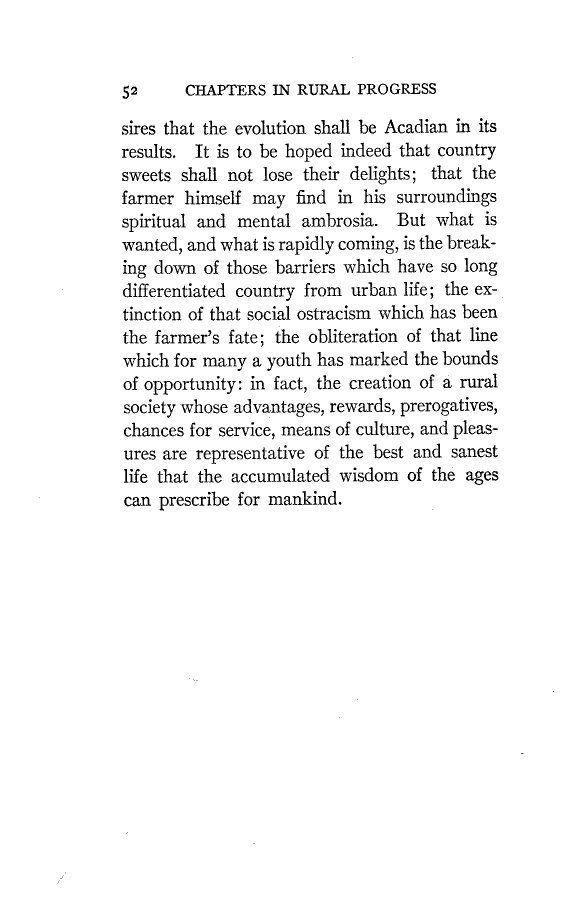 52 CHAPTERS IN RURAL PROGRESS
sires that the evolution shall be Acadian in its
results. It is to be hoped indeed that country
sweets shall not lose their delights; that the
farmer himself may find in his surroundings
spiritual and mental ambrosia. But what is
wanted, and what is rapidly coming, is the break-
ing down of those barriers which have so long
differentiated country from urban life; the ex-
tinction of that social ostracism which has been
the farmer's fate; the obliteration of that line
which for many a youth has marked the bounds
of opportunity: in fact, the creation of a rural
society whose advantages, rewards, prerogatives,
chances for service, means of culture, and pleas-
ures are representative of the best and sanest
life that the accumulated wisdom of the ages
can prescribe for mankind.